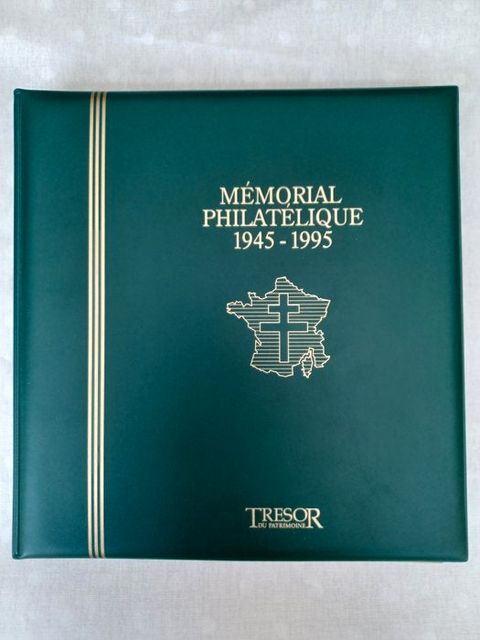 MÉMORIAL
PHILATÉLIQUE
1945 - 1995
TRESOR
DU PATRIMOINE